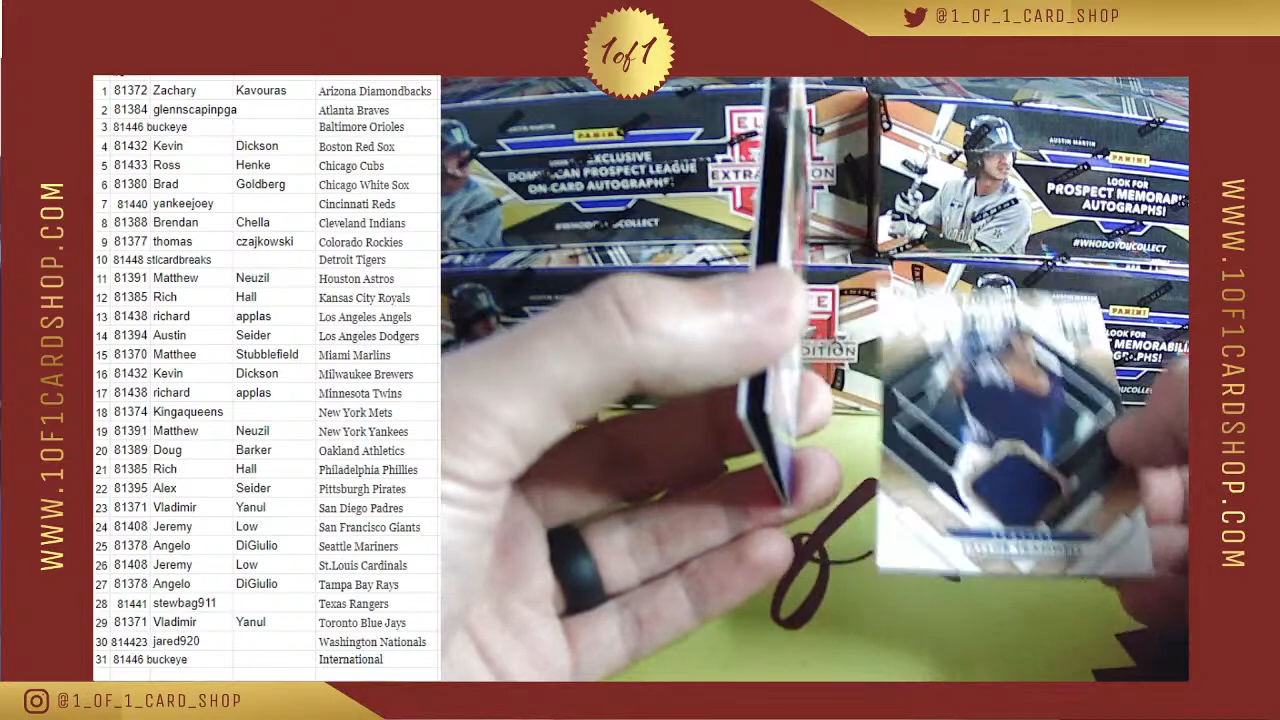 @1_OF_1_CARD_SHOP
1 of 1
WWW.1OF1CARDSHOP.COM
1 81372 Zachary Kavouras Arizona Diamondbacks
2 81384 glennscapinpga Atlanta Braves
3 81446 buckeye Baltimore Orioles
4 81432 Kevin Dickson Boston Red Sox
5 81433 Ross Henke Chicago Cubs
6 81380 Brad Goldberg Chicago White Sox
7 81440 yankeejoey Cincinnati Reds
8 81388 Brendan Chella Cleveland Indians
9 81377 thomas czajkowski Colorado Rockies
10 81448 stlcardbreaks Detroit Tigers
11 81391 Matthew Neuzil Houston Astros
12 81385 Rich Hall Kansas City Royals
13 81438 richard applas Los Angeles Angels
14 81394 Austin Seider Los Angeles Dodgers
15 81370 Matthee Stubblefield Miami Marlins
16 81432 Kevin Dickson Milwaukee Brewers
17 81438 richard applas Minnesota Twins
18 81374 Kingaqueens New York Mets
19 81391 Matthew Neuzil New York Yankees
20 81389 Doug Barker Oakland Athletics
21 81385 Rich Hall Philadelphia Phillies
22 81395 Alex Seider Pittsburgh Pirates
23 81371 Vladimir Yanul San Diego Padres
24 81408 Jeremy Low San Francisco Giants
25 81378 Angelo DiGiulio Seattle Mariners
26 81408 Jeremy Low St.Louis Cardinals
27 81378 Angelo DiGiulio Tampa Bay Rays
28 81441 stewbag911 Texas Rangers
29 81371 Vladimir Yanul Toronto Blue Jays
30 814423 jared920 Washington Nationals
31 81446 buckeye International
PANINI
EXCLUSIVE
PROSPECT LEAGUE
ON-CARD AUTOGRAPHS!
#WHODOYOUCOLLECT
AUSTIN MARTIN
PANINI
LOOK FOR
PROSPECT MEMORABILIA
AUTOGRAPHS!
#WHODOYOUCOLLECT
PANINI
LOOK FOR
WWW.1OF1CARDSHOP.COM
@1_OF_1_CARD_SHOP